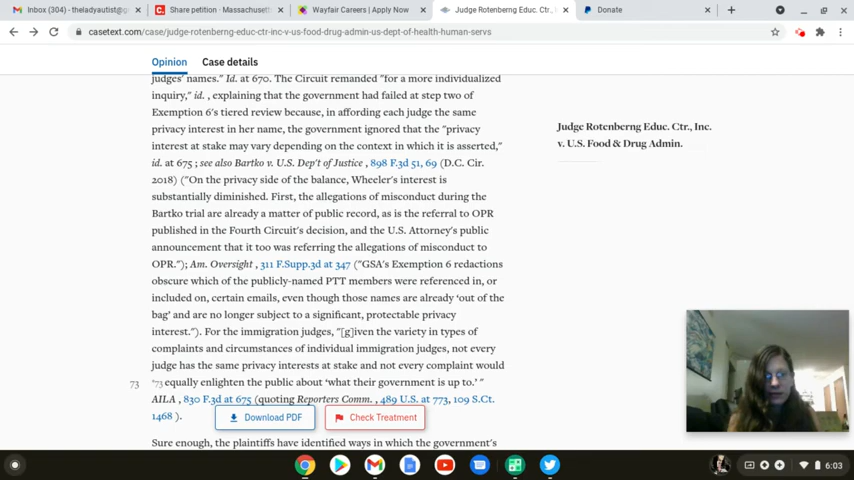 Inbox (304) - theladyautist@g
Share petition · Massachusett
Wayfair Careers | Apply Now
Judge Rotenberng Educ. Ctr., I
Donate
casetext.com/case/judge-rotenberng-educ-ctr-inc-v-us-food-drug-admin-us-dept-of-health-human-servs
Opinion Case details
judges' names." Id. at 670. The Circuit remanded "for a more individualized
inquiry," id. , explaining that the government had failed at step two of
Exemption 6's tiered review because, in affording each judge the same
privacy interest in her name, the government ignored that the "privacy
interest at stake may vary depending on the context in which it is asserted,"
id. at 675 ; see also Bartko v. U.S. Dep't of Justice , 898 F.3d 51, 69 (D.C. Cir.
2018) ("On the privacy side of the balance, Wheeler's interest is
substantially diminished. First, the allegations of misconduct during the
Bartko trial are already a matter of public record, as is the referral to OPR
published in the Fourth Circuit's decision, and the U.S. Attorney's public
announcement that it too was referring the allegations of misconduct to
OPR."); Am. Oversight , 311 F.Supp.3d at 347 ("GSA's Exemption 6 redactions
obscure which of the publicly-named PTT members were referenced in, or
included on, certain emails, even though those names are already 'out of the
bag' and are no longer subject to a significant, protectable privacy
interest."). For the immigration judges, "[g]iven the variety in types of
complaints and circumstances of individual immigration judges, not every
judge has the same privacy interests at stake and not every complaint would
73 *73 equally enlighten the public about 'what their government is up to.' "
AILA , 830 F.3d at 675 (quoting Reporters Comm. , 489 U.S. at 773, 109 S.Ct.
1468 ).
Download PDF
Check Treatment
Sure enough, the plaintiffs have identified ways in which the government's
Judge Rotenberng Educ. Ctr., Inc.
v. U.S. Food & Drug Admin.
6:03